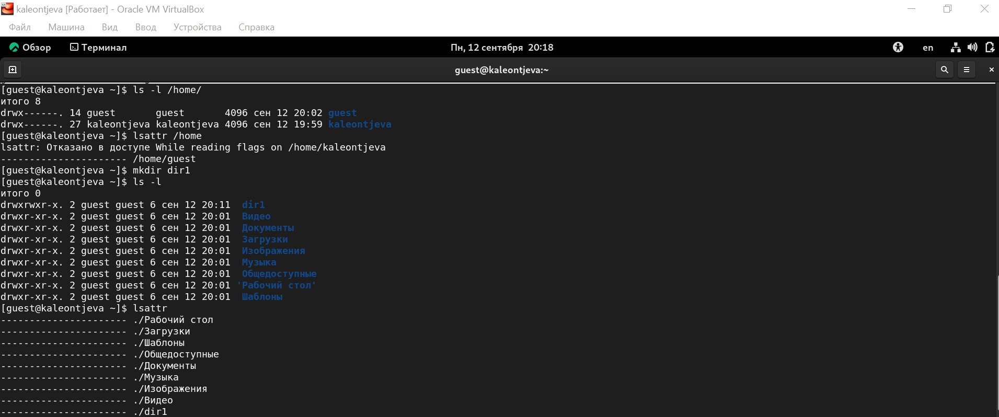 64
kaleontjeva [Работает] - Oracle VM VirtualBox
Файл Машина Вид Ввод Устройства Справка
Обзор Терминал Пн, 12 сентября 20:18 en
guest@kaleontjeva:~
[guest@kaleontjeva ~]$ ls -l /home/
итого 8
drwx------. 14 guest       guest       4096 сен 12 20:02 guest
drwx------. 27 kaleontjeva kaleontjeva 4096 сен 12 19:59 kaleontjeva
[guest@kaleontjeva ~]$ lsattr /home
lsattr: Отказано в доступе While reading flags on /home/kaleontjeva
---------------------- /home/guest
[guest@kaleontjeva ~]$ mkdir dir1
[guest@kaleontjeva ~]$ ls -l
итого 0
drwxrwxr-x. 2 guest guest 6 сен 12 20:11  dir1
drwxr-xr-x. 2 guest guest 6 сен 12 20:01  Видео
drwxr-xr-x. 2 guest guest 6 сен 12 20:01  Документы
drwxr-xr-x. 2 guest guest 6 сен 12 20:01  Загрузки
drwxr-xr-x. 2 guest guest 6 сен 12 20:01  Изображения
drwxr-xr-x. 2 guest guest 6 сен 12 20:01  Музыка
drwxr-xr-x. 2 guest guest 6 сен 12 20:01  Общедоступные
drwxr-xr-x. 2 guest guest 6 сен 12 20:01 'Рабочий стол'
drwxr-xr-x. 2 guest guest 6 сен 12 20:01  Шаблоны
[guest@kaleontjeva ~]$ lsattr
---------------------- ./Рабочий стол
---------------------- ./Загрузки
---------------------- ./Шаблоны
---------------------- ./Общедоступные
---------------------- ./Документы
---------------------- ./Музыка
---------------------- ./Изображения
---------------------- ./Видео
---------------------- ./dir1